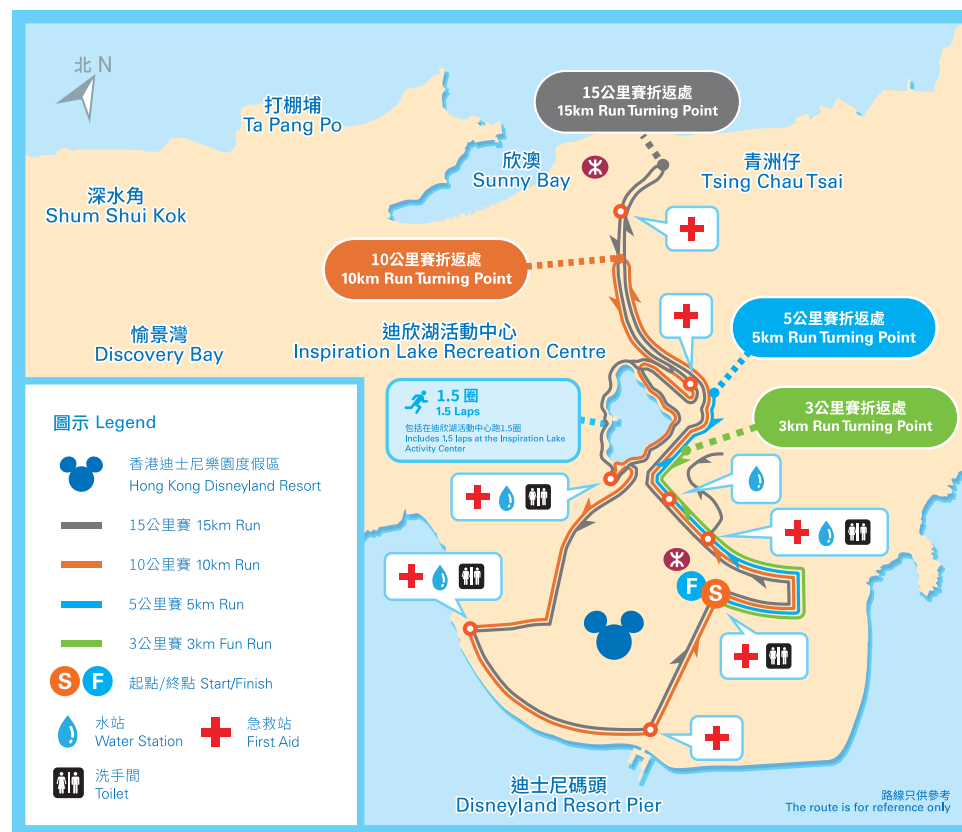 北 N
15公里賽折返處
15km Run Turning Point
打棚埔
Ta Pang Po
欣澳
Sunny Bay
青洲仔
Tsing Chau Tsai
深水角
Shum Shui Kok
10公里賽折返處
10km Run Turning Point
5公里賽折返處
5km Run Turning Point
愉景灣
Discovery Bay
迪欣湖活動中心
Inspiration Lake Recreation Centre
1.5 圈
1.5 Laps
包括在迪欣湖活動中心跑1.5圈
Includes 1.5 laps at the Inspiration Lake
Activity Center
3公里賽折返處
3km Run Turning Point
F S
圖示 Legend
香港迪士尼樂園度假區
Hong Kong Disneyland Resort
15公里賽 15km Run
10公里賽 10km Run
5公里賽 5km Run
3公里賽 3km Fun Run
S F 起點/終點 Start/Finish
水站
Water Station
急救站
First Aid
洗手間
Toilet
迪士尼碼頭
Disneyland Resort Pier
路線只供參考
The route is for reference only